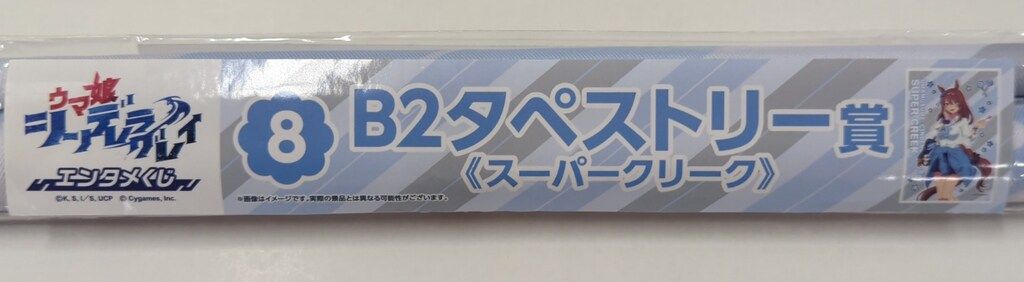 ウマ娘
シンデレラグレイ
エンタメくじ
©K, S, I／S, UCP © Cygames, Inc.
8
B2タペストリー賞
《スーパークリーク》
※画像はイメージです。実際の景品とは異なる可能性がございます。
SUPER CREEK